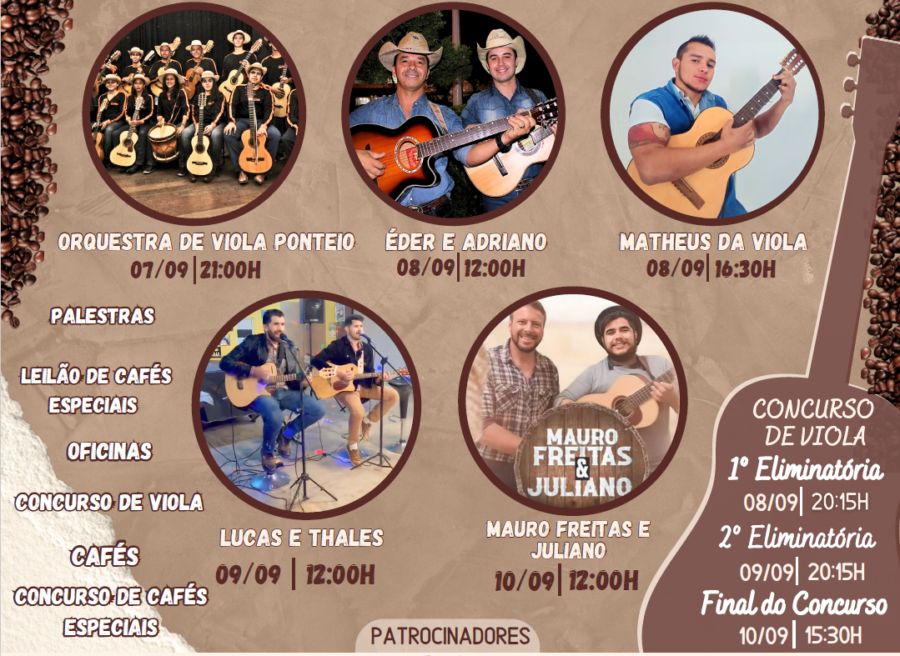 ORQUESTRA DE VIOLA PONTEIO
07/09 | 21:00H
ÉDER E ADRIANO
08/09 | 12:00H
MATHEUS DA VIOLA
08/09 | 16:30H
PALESTRAS
LEILÃO DE CAFÉS
ESPECIAIS
OFICINAS
CONCURSO DE VIOLA
CAFÉS
CONCURSO DE CAFÉS
ESPECIAIS
LUCAS E THALES
09/09 | 12:00H
MAURO
FREITAS
&
JULIANO
MAURO FREITAS E
JULIANO
10/09 | 12:00H
CONCURSO
DE VIOLA
1º Eliminatória
08/09 | 20:15H
2º Eliminatória
09/09 | 20:15H
Final do Concurso
10/09 | 15:30H
PATROCINADORES